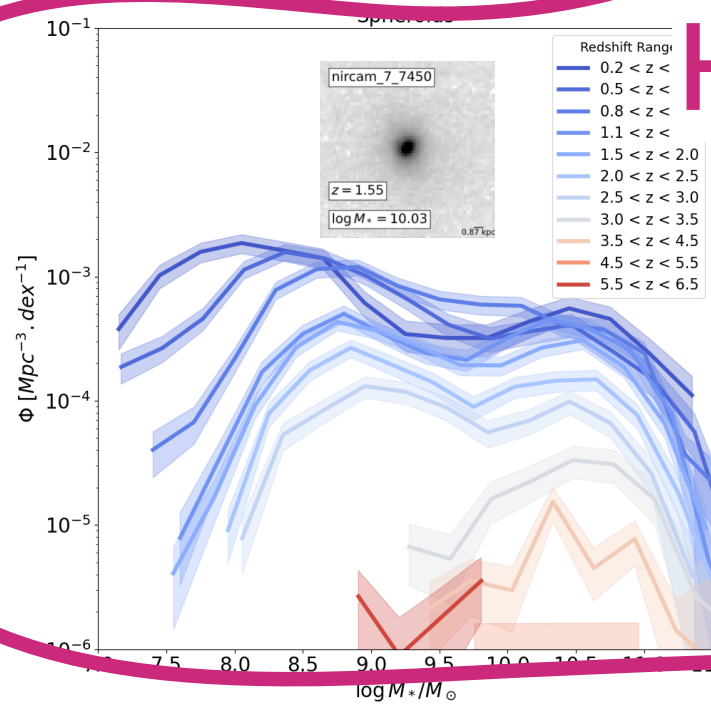 Spheroids
10⁻¹
Redshift Range
0.2 < z <
nircam_7_7450
0.5 < z <
0.8 < z <
1.1 < z <
10⁻²
1.5 < z < 2.0
2.0 < z < 2.5
z = 1.55
2.5 < z < 3.0
log M* = 10.03
3.0 < z < 3.5
0.87 kpc
3.5 < z < 4.5
4.5 < z < 5.5
10⁻³
5.5 < z < 6.5
Φ [Mpc⁻³. dex⁻¹]
10⁻⁴
10⁻⁵
10⁻⁶
7.5 8.0 8.5 9.0 9.5 10.0 10.5
log M*/M⊙